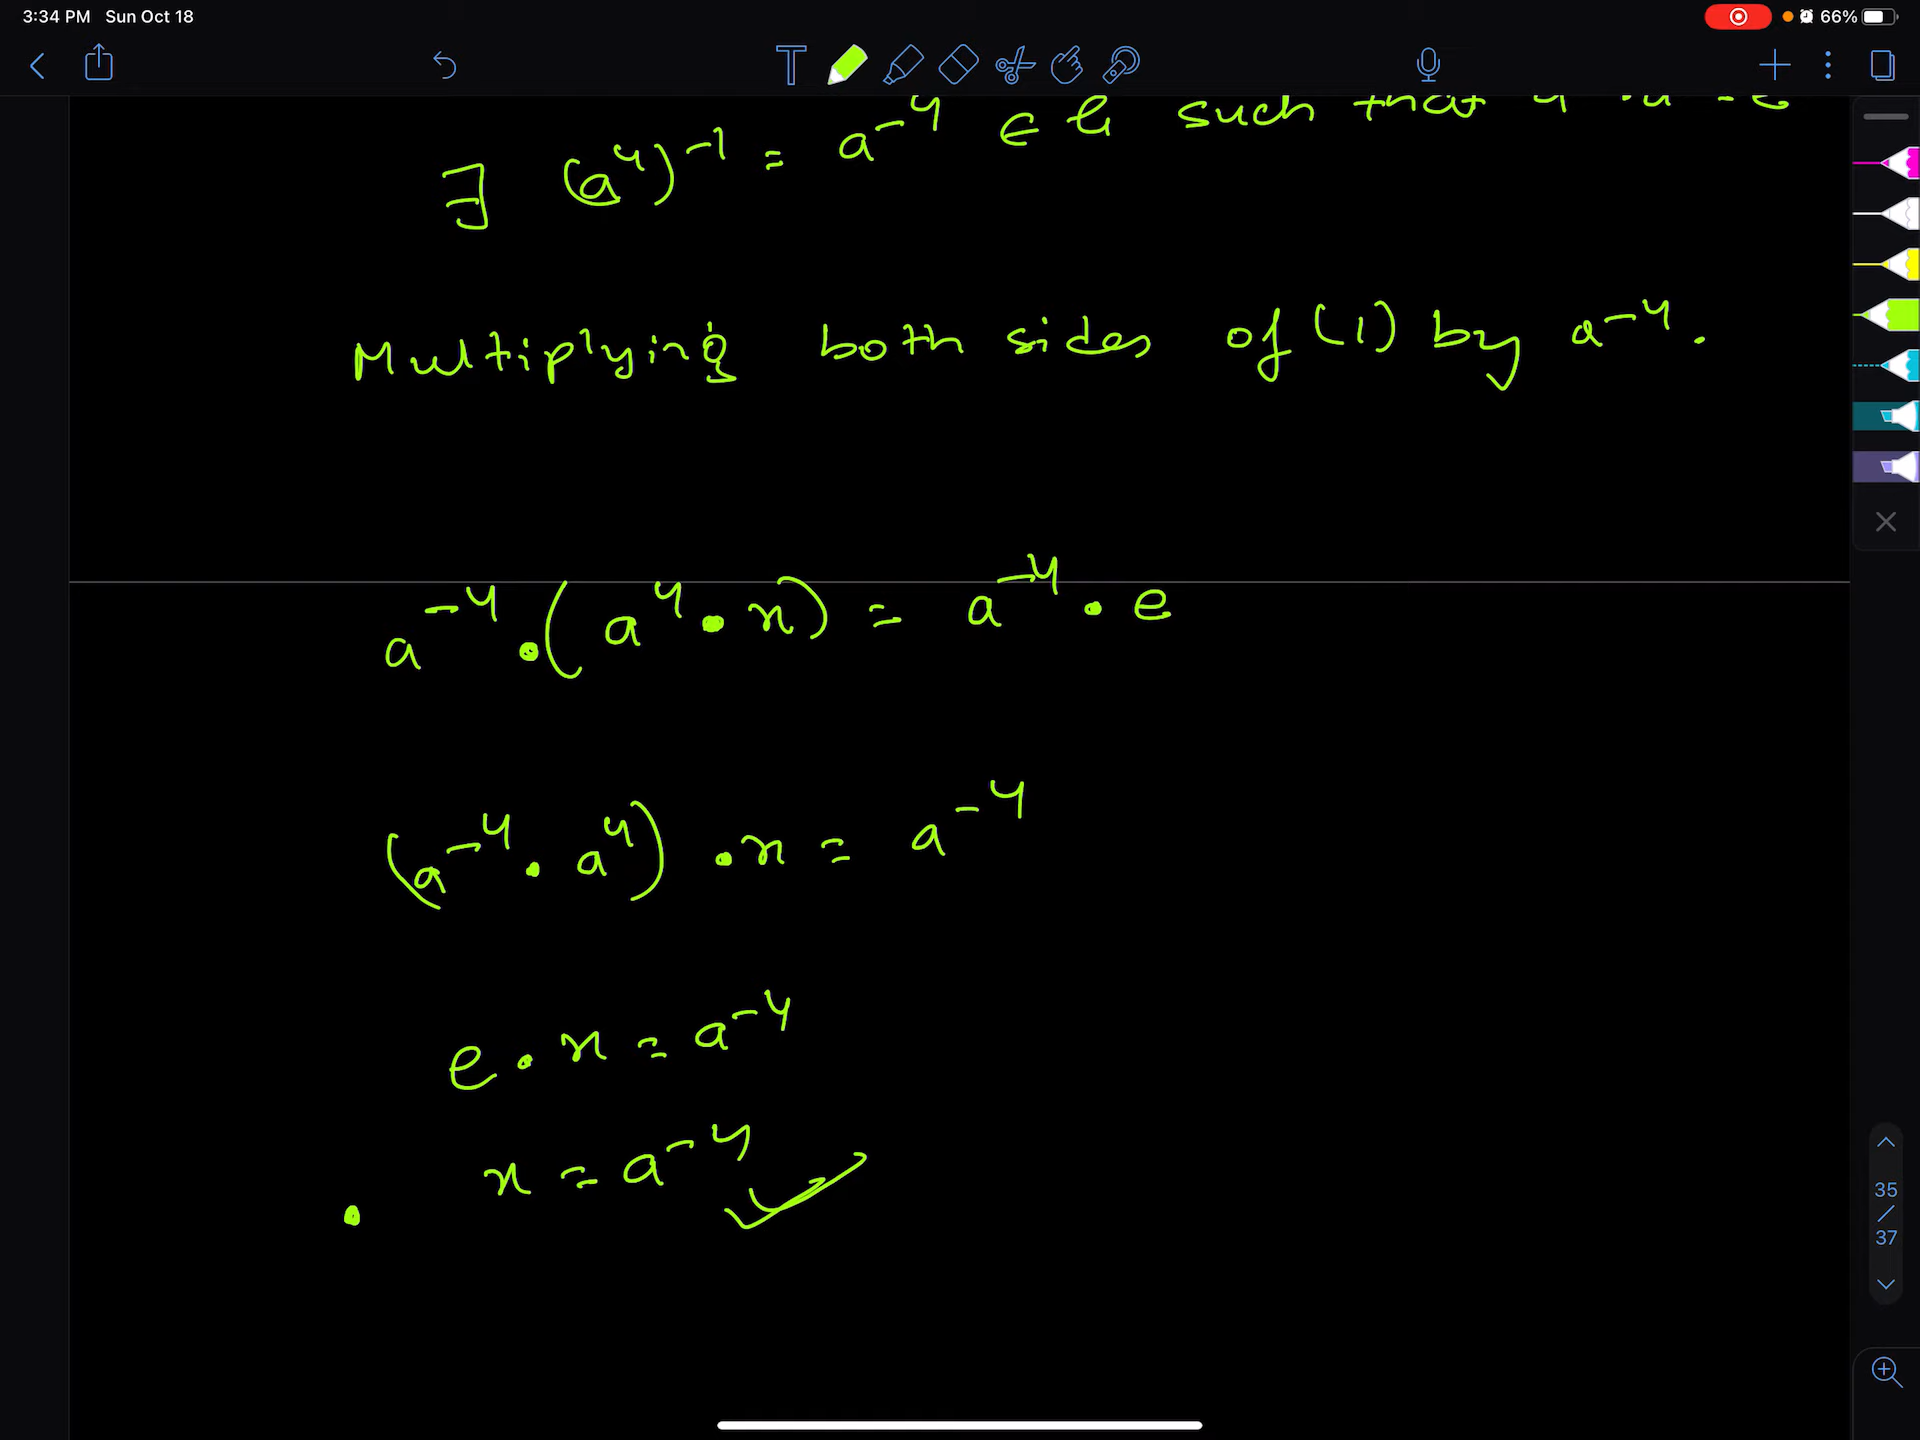 3:34 PM Sun Oct 18
66%
∃ (a⁴)⁻¹ = a⁻⁴ ∈ G such that
Multiplying both sides of (1) by a⁻⁴.
a⁻⁴ • (a⁴ • x) = a⁻⁴ • e
(a⁻⁴ • a⁴) • x = a⁻⁴
e • x = a⁻⁴
x = a⁻⁴
35
/
37